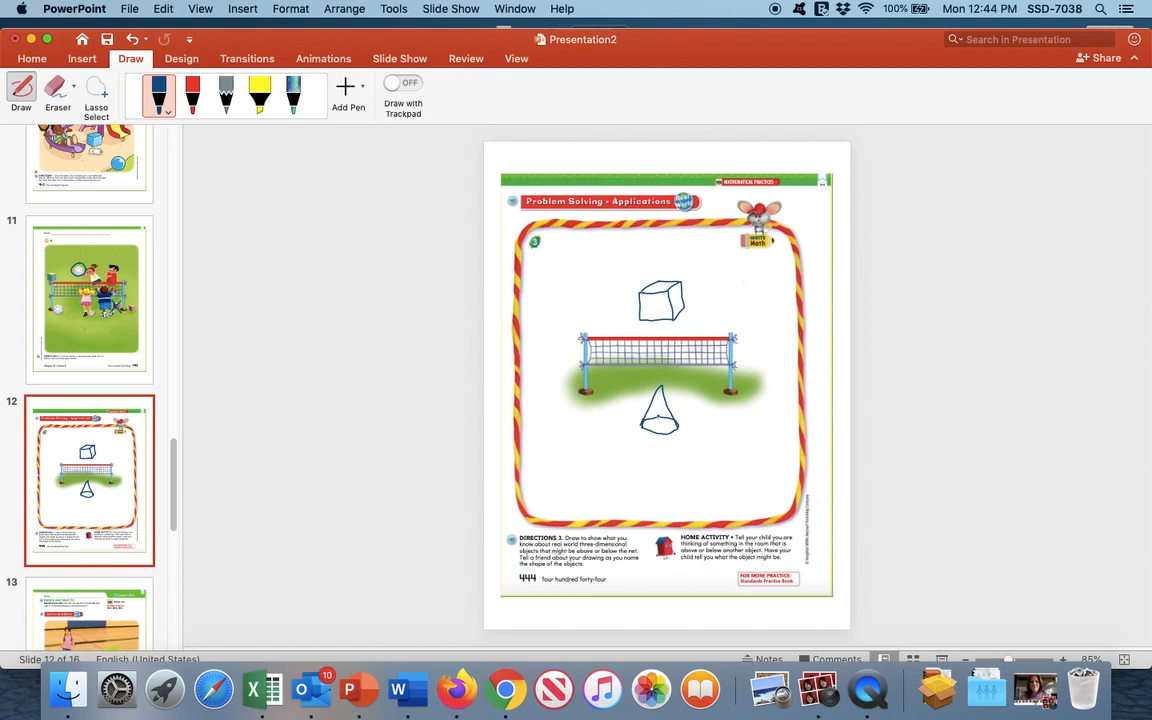 PowerPoint File Edit View Insert Format Arrange Tools Slide Show Window Help 100% Mon 12:44 PM SSD-7038
Presentation2
Search in Presentation
Home Insert Draw Design Transitions Animations Slide Show Review View Share
Draw Eraser Lasso Select Add Pen OFF Draw with Trackpad
11
12
13
MATHEMATICAL PRACTICES
Problem Solving • Applications Real World
WRITE Math
3
DIRECTIONS 3. Draw to show what you
know about real world three-dimensional
objects that might be above or below the net.
Tell a friend about your drawing as you name
the shape of the objects.
HOME ACTIVITY • Tell your child you are
thinking of something in the room that is
above or below another object. Have your
child tell you what the object might be.
444 four hundred forty-four
FOR MORE PRACTICE:
Standards Practice Book
Slide 12 of 16 English (United States) Notes Comments 85%
10